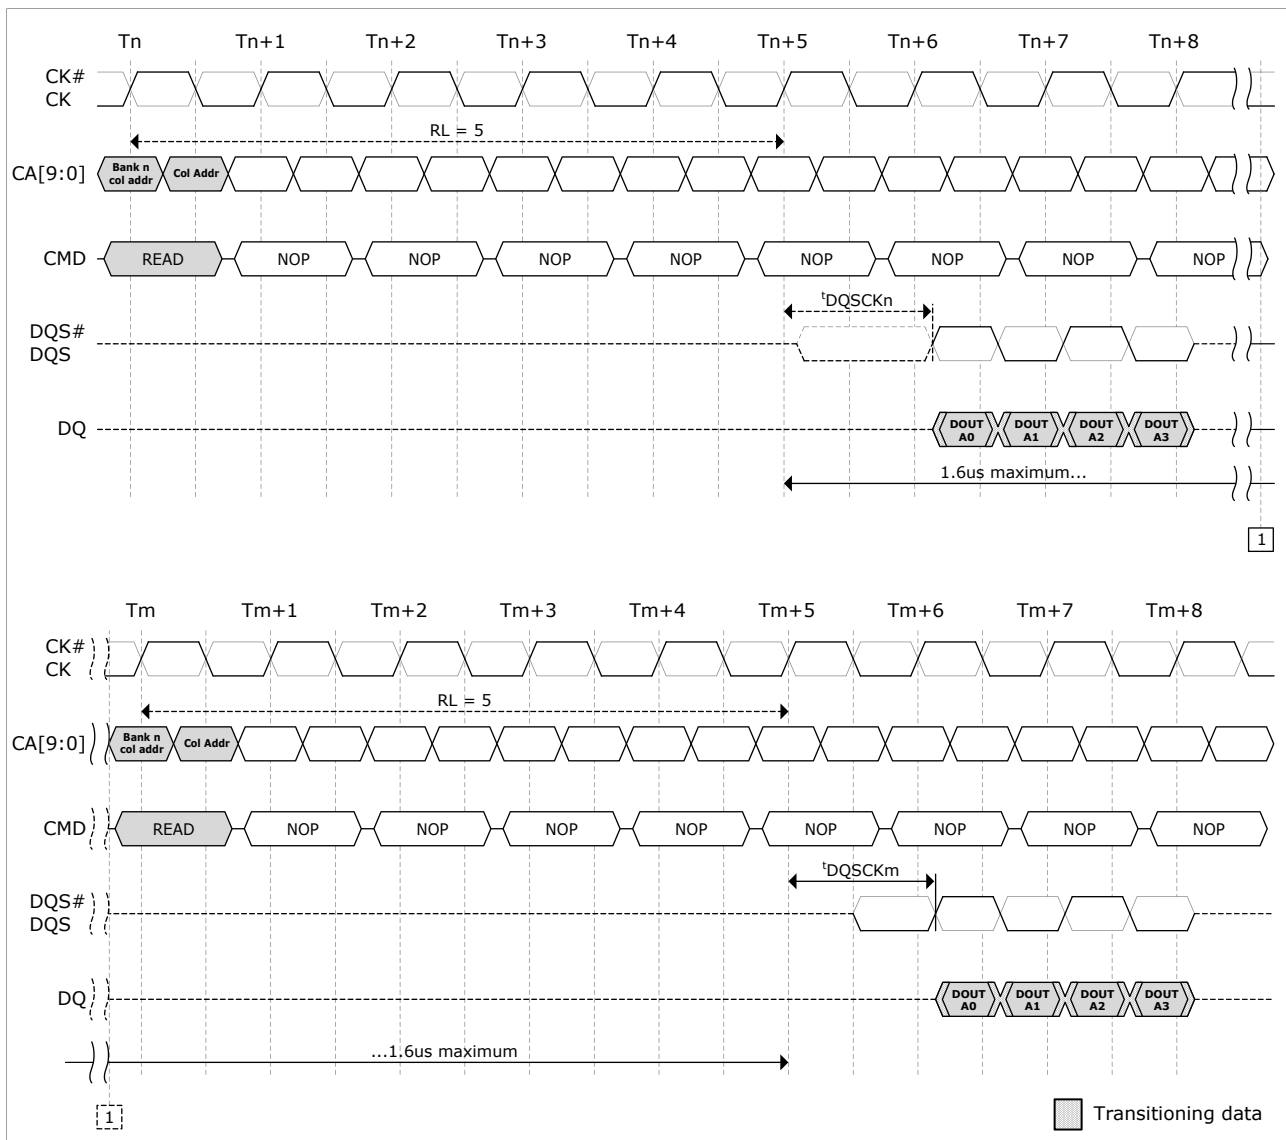 Tn Tn+1 Tn+2 Tn+3 Tn+4 Tn+5 Tn+6 Tn+7 Tn+8
CK#
CK
RL = 5
CA[9:0] Bank n col addr Col Addr
CMD READ NOP NOP NOP NOP NOP NOP NOP NOP
tDQSCKn
DQS#
DQS
DQ DOUT A0 DOUT A1 DOUT A2 DOUT A3
1.6us maximum...
1
Tm Tm+1 Tm+2 Tm+3 Tm+4 Tm+5 Tm+6 Tm+7 Tm+8
CK#
CK
RL = 5
CA[9:0] Bank n col addr Col Addr
CMD READ NOP NOP NOP NOP NOP NOP NOP NOP
tDQSCKm
DQS#
DQS
DQ DOUT A0 DOUT A1 DOUT A2 DOUT A3
...1.6us maximum
1
Transitioning data